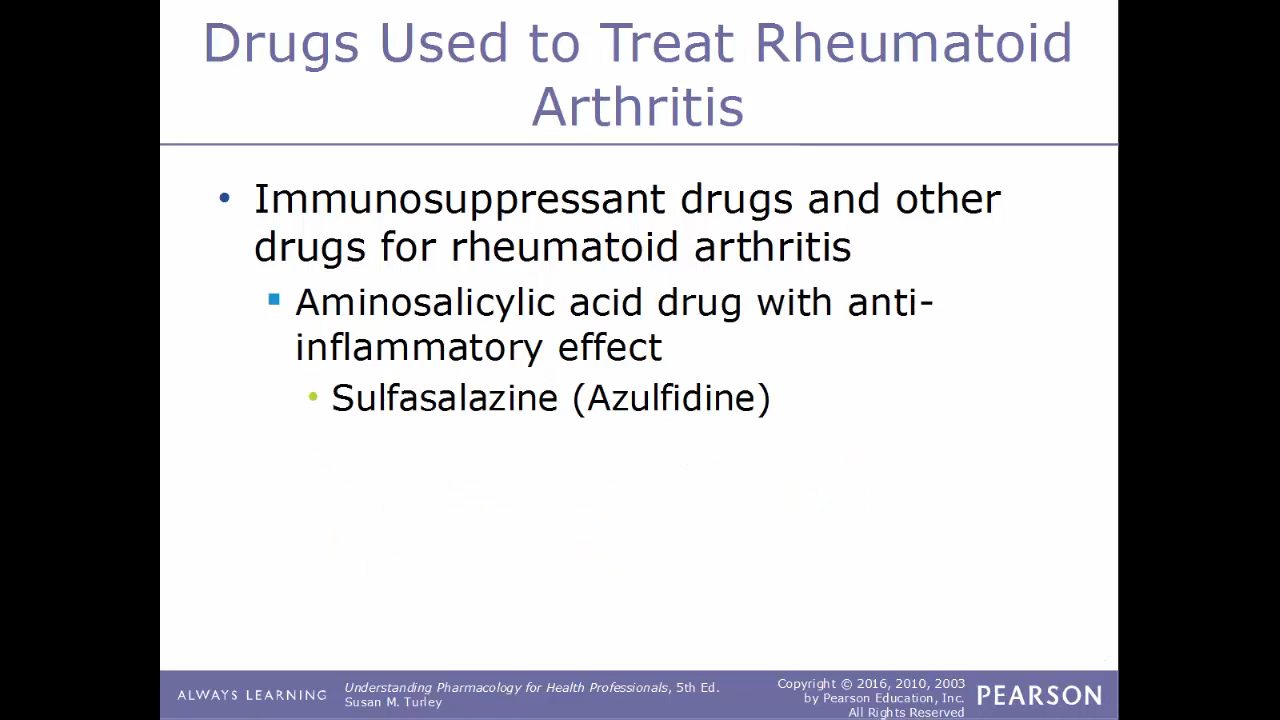 Drugs Used to Treat Rheumatoid
Arthritis
• Immunosuppressant drugs and other
drugs for rheumatoid arthritis
▪ Aminosalicylic acid drug with anti-
inflammatory effect
• Sulfasalazine (Azulfidine)
ALWAYS LEARNING
Understanding Pharmacology for Health Professionals, 5th Ed.
Susan M. Turley
Copyright © 2016, 2010, 2003
by Pearson Education, Inc.
All Rights Reserved
PEARSON